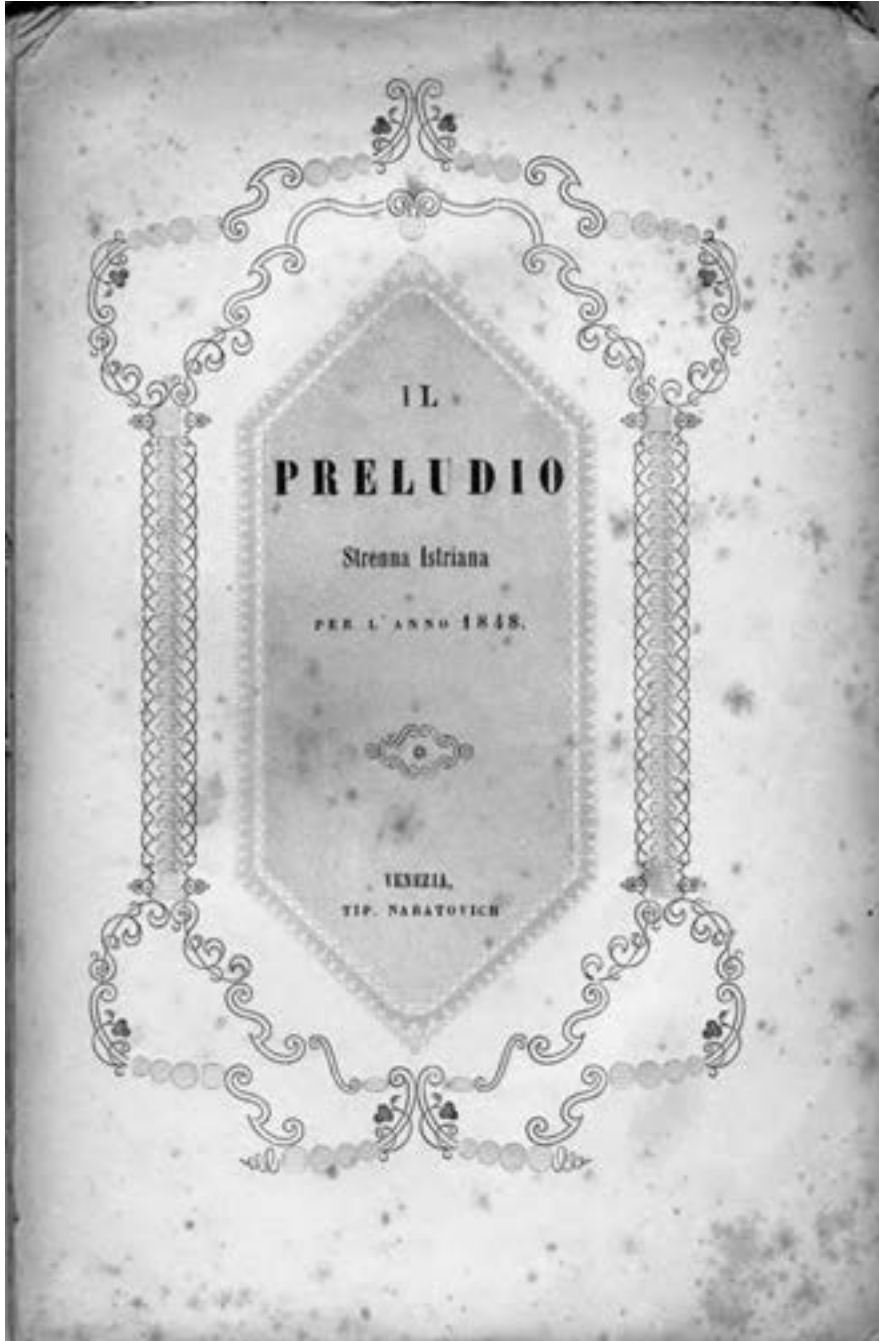 IL
PRELUDIO
Strenna Istriana
PER L'ANNO 1848.
VENEZIA,
TIP. NARATOVICH